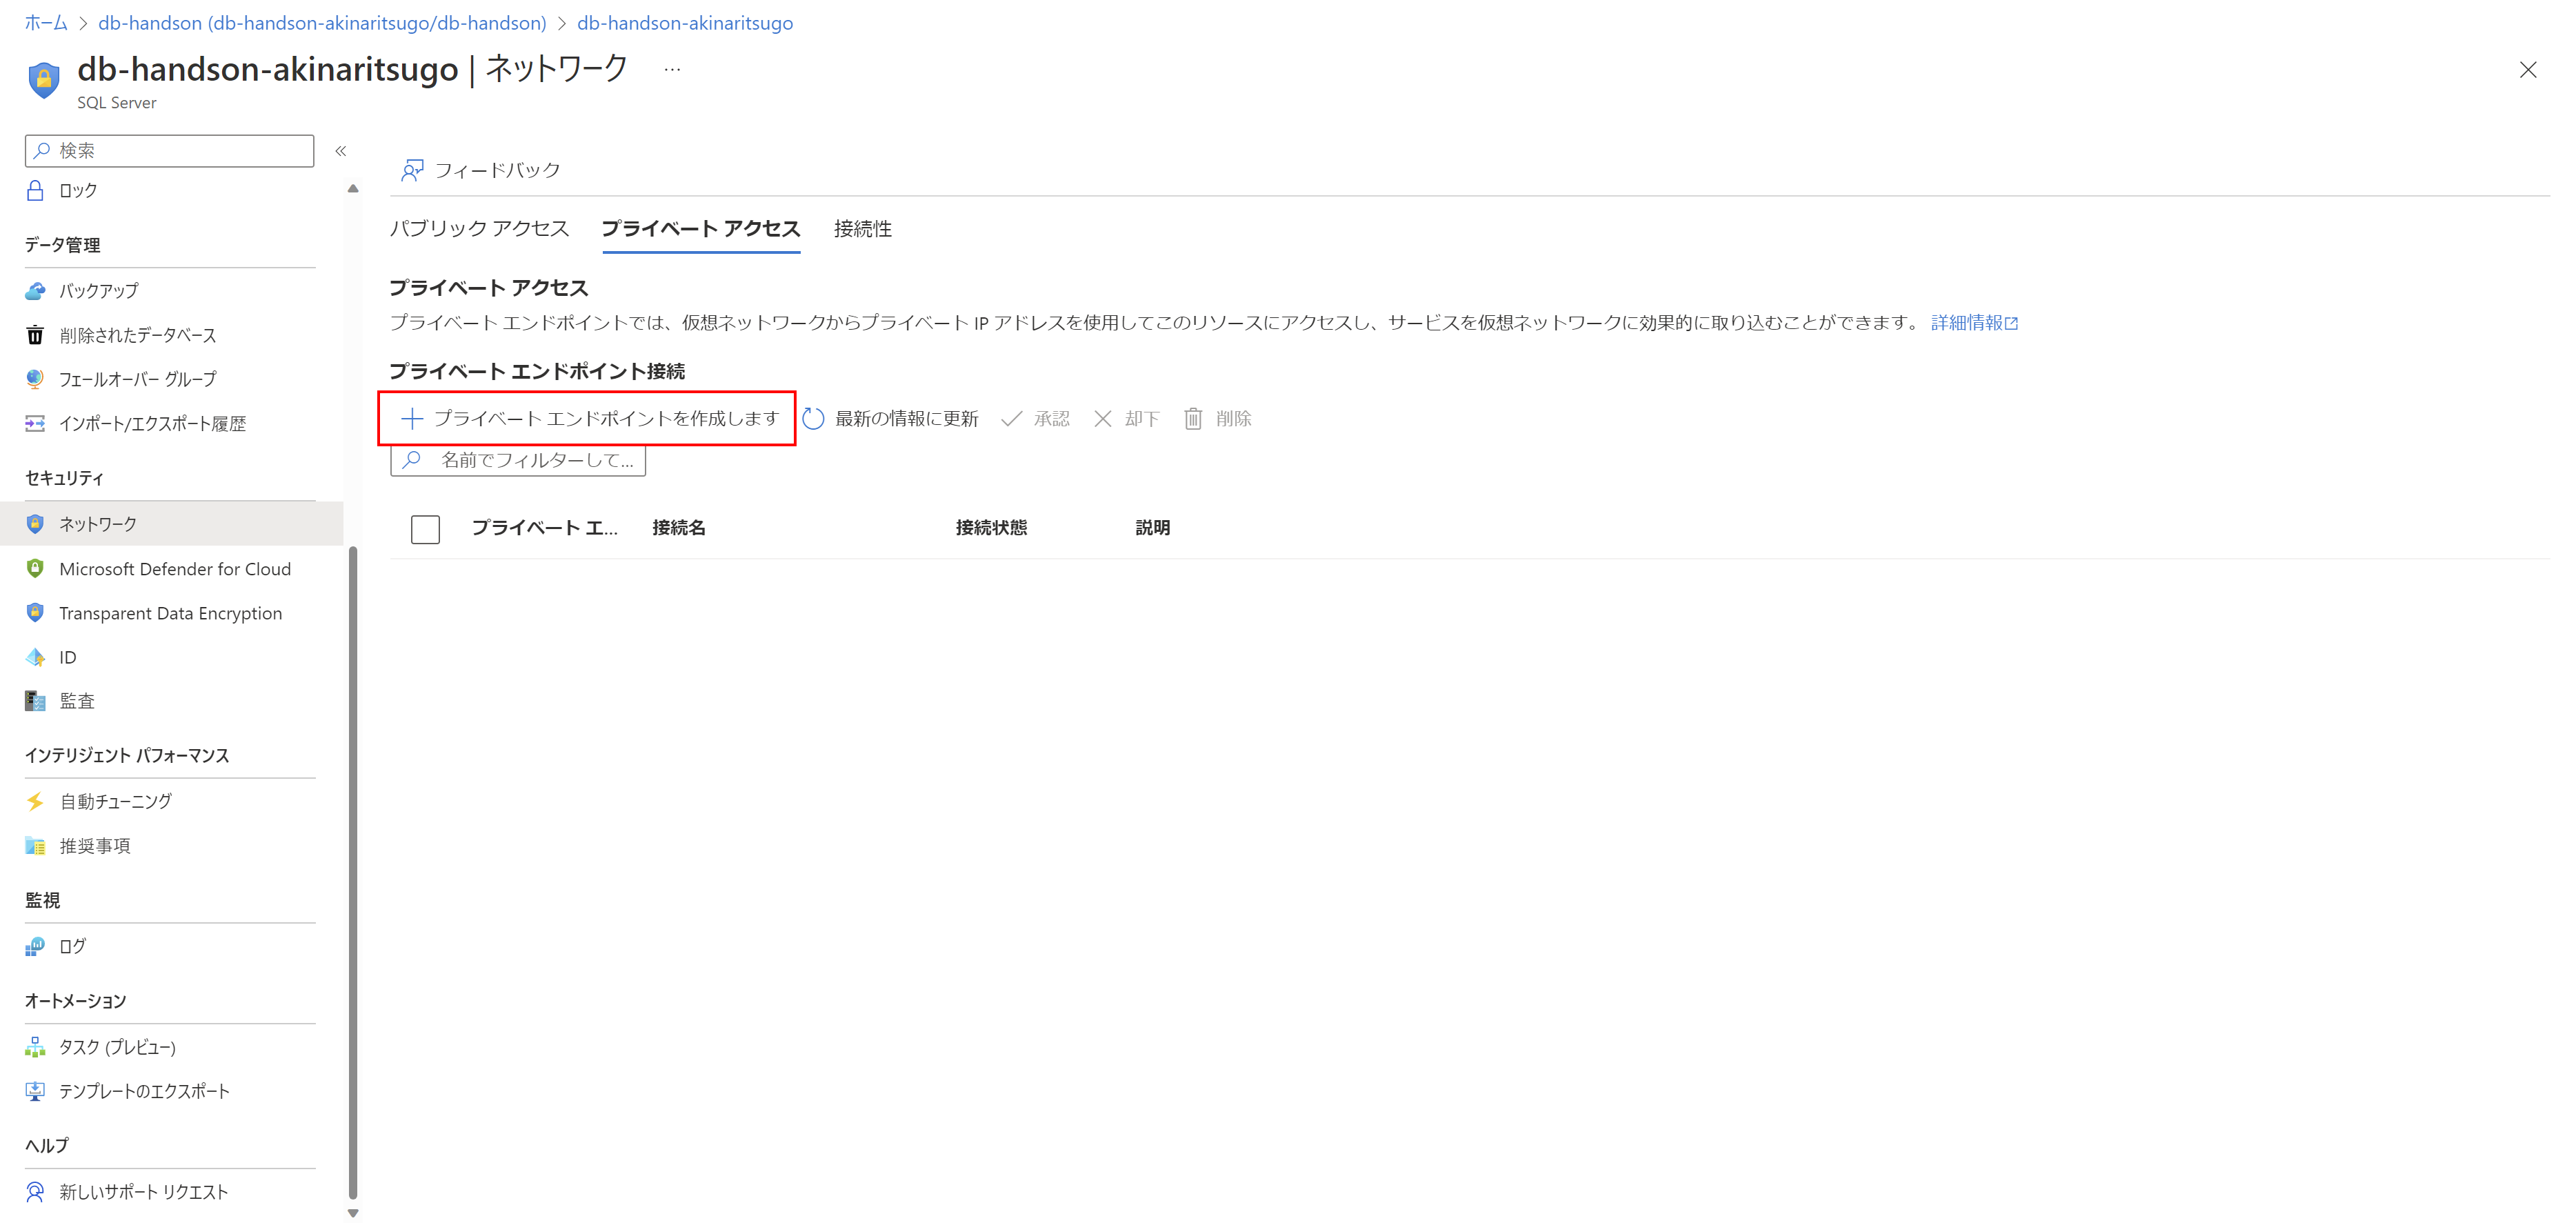 ホーム > db-handson (db-handson-akinaritsugo/db-handson) > db-handson-akinaritsugo
db-handson-akinaritsugo | ネットワーク ...
SQL Server
検索
«
ロック
データ管理
バックアップ
削除されたデータベース
フェールオーバー グループ
インポート/エクスポート履歴
セキュリティ
ネットワーク
Microsoft Defender for Cloud
Transparent Data Encryption
ID
監査
インテリジェント パフォーマンス
自動チューニング
推奨事項
監視
ログ
オートメーション
タスク (プレビュー)
テンプレートのエクスポート
ヘルプ
新しいサポート リクエスト
フィードバック
パブリック アクセス プライベート アクセス 接続性
プライベート アクセス
プライベート エンドポイントでは、仮想ネットワークからプライベート IP アドレスを使用してこのリソースにアクセスし、サービスを仮想ネットワークに効果的に取り込むことができます。 詳細情報
プライベート エンドポイント接続
プライベート エンドポイントを作成します 最新の情報に更新 承認 却下 削除
名前でフィルターして...
プライベート エ... 接続名 接続状態 説明